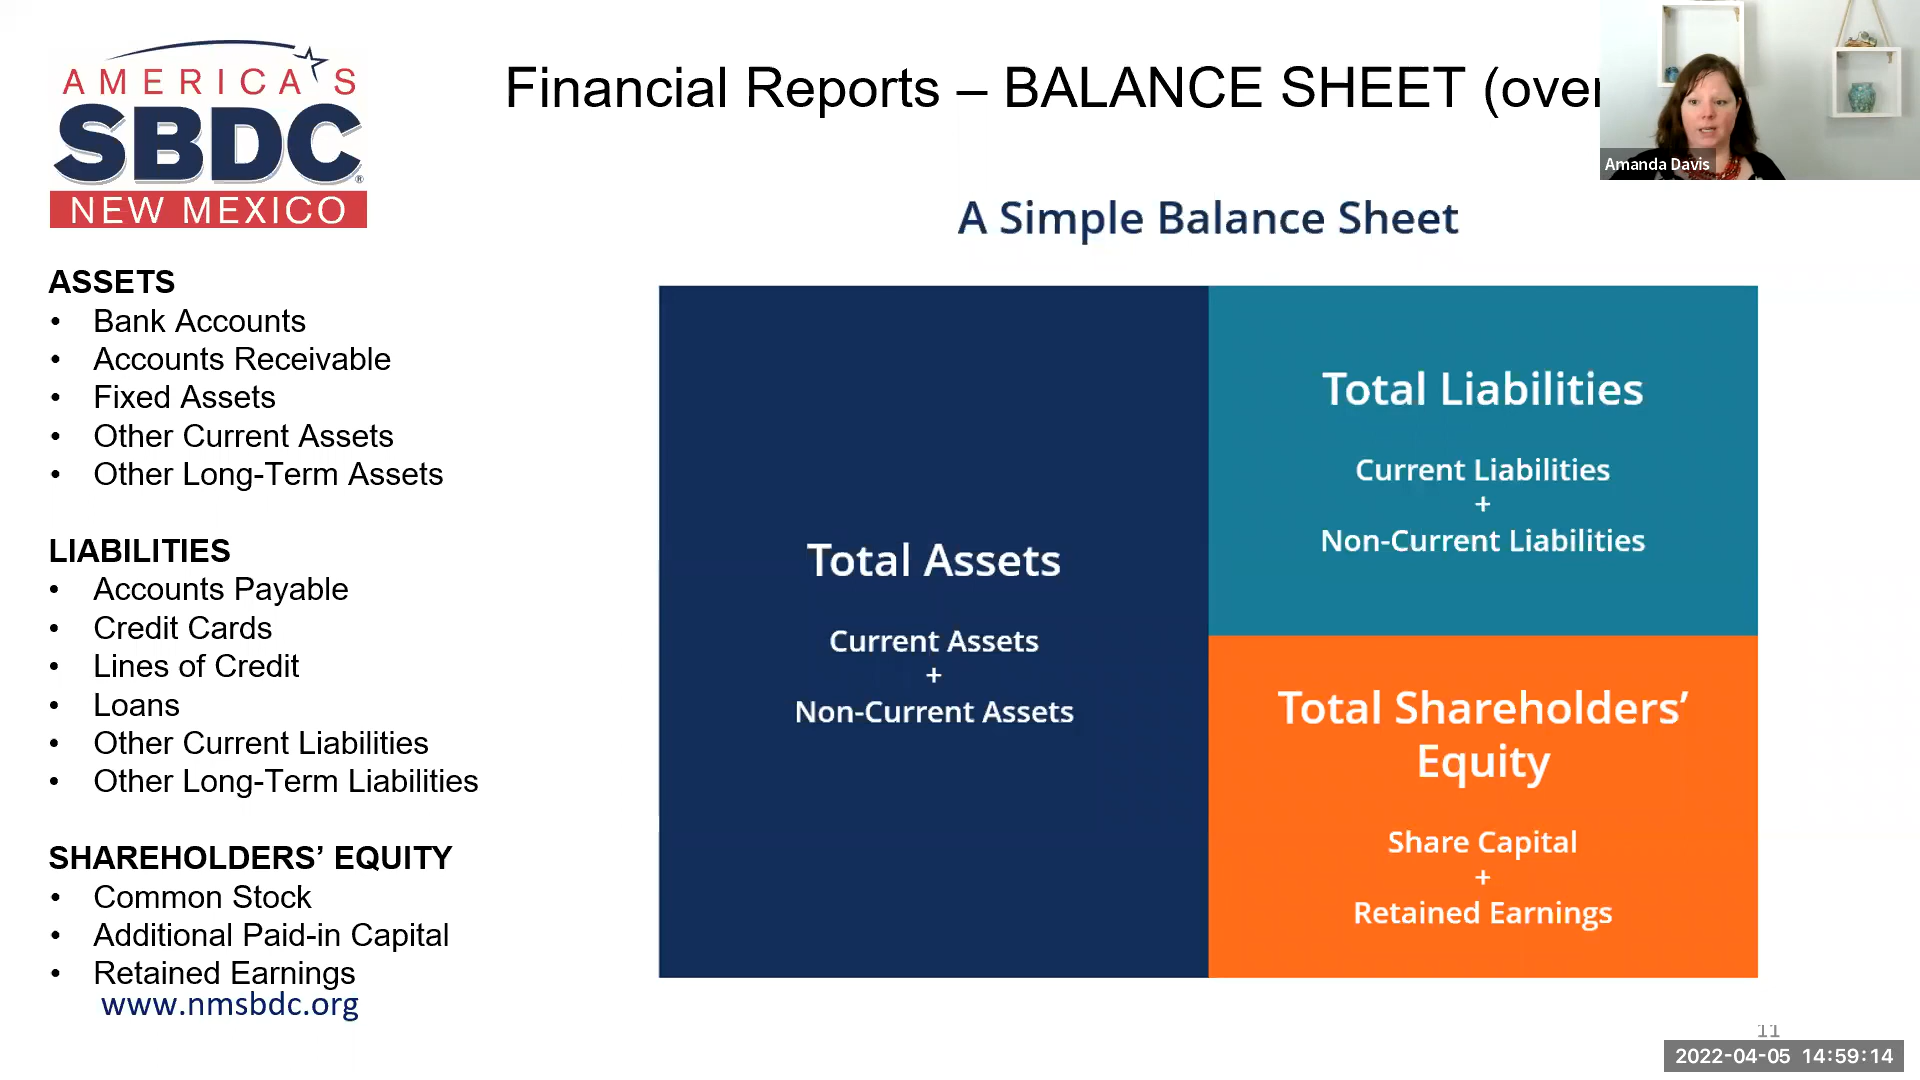 AMERICA'S
SBDC
NEW MEXICO
Financial Reports – BALANCE SHEET (over
Amanda Davis
ASSETS
• Bank Accounts
• Accounts Receivable
• Fixed Assets
• Other Current Assets
• Other Long-Term Assets
LIABILITIES
• Accounts Payable
• Credit Cards
• Lines of Credit
• Loans
• Other Current Liabilities
• Other Long-Term Liabilities
SHAREHOLDERS’ EQUITY
• Common Stock
• Additional Paid-in Capital
• Retained Earnings
www.nmsbdc.org
A Simple Balance Sheet
Total Assets
Current Assets
+
Non-Current Assets
Total Liabilities
Current Liabilities
+
Non-Current Liabilities
Total Shareholders’
Equity
Share Capital
+
Retained Earnings
11
2022-04-05 14:59:14